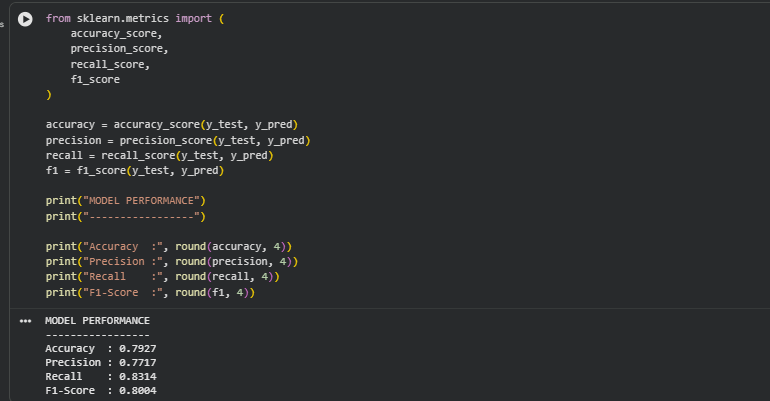 s
from sklearn.metrics import (
    accuracy_score,
    precision_score,
    recall_score,
    f1_score
)
accuracy = accuracy_score(y_test, y_pred)
precision = precision_score(y_test, y_pred)
recall = recall_score(y_test, y_pred)
f1 = f1_score(y_test, y_pred)
print("MODEL PERFORMANCE")
print("-----------------")
print("Accuracy  :", round(accuracy, 4))
print("Precision :", round(precision, 4))
print("Recall    :", round(recall, 4))
print("F1-Score  :", round(f1, 4))
MODEL PERFORMANCE
-----------------
Accuracy  : 0.7927
Precision : 0.7717
Recall    : 0.8314
F1-Score  : 0.8004